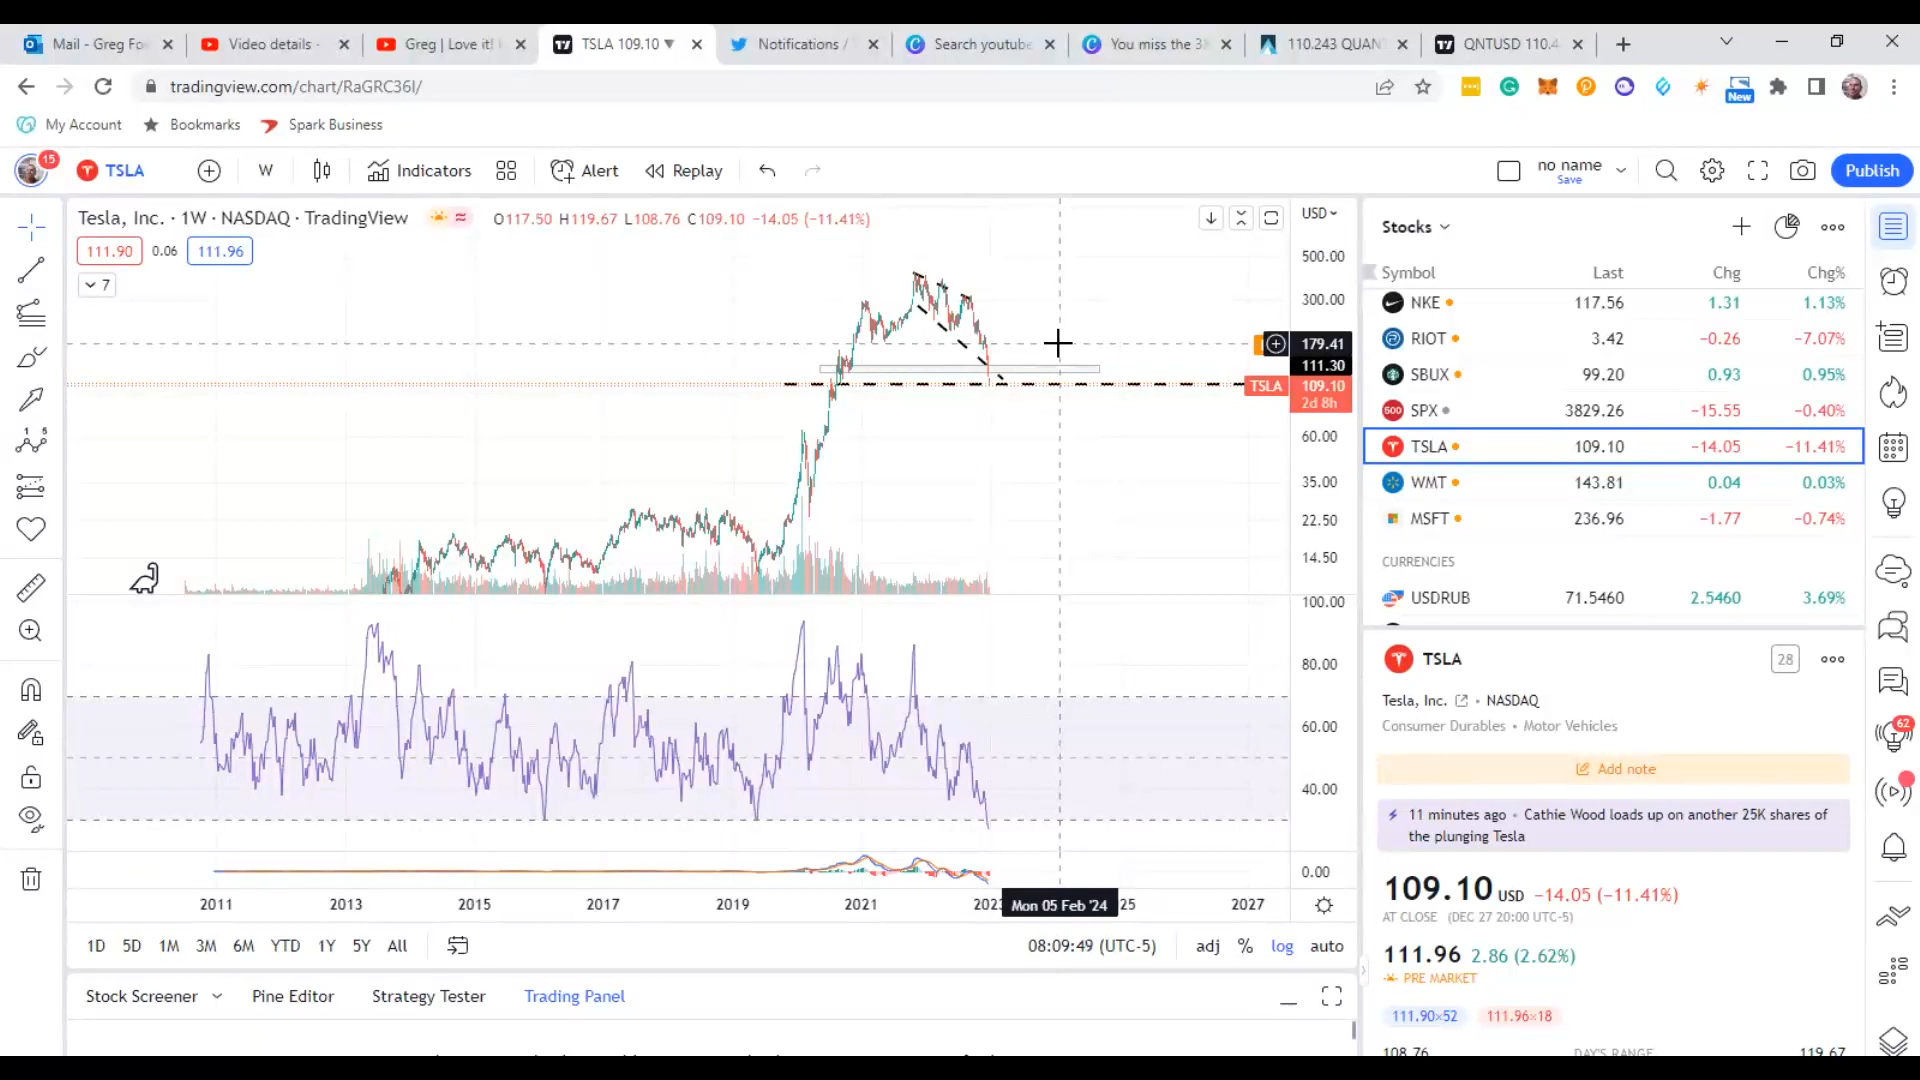 Mail - Greg Fo
Video details -
Greg | Love it!
TSLA 109.10 ▼
Notifications /
Search youtube
You miss the 3
110.243 QUAN
QNTUSD 110.4
tradingview.com/chart/RaGRC36I/
New
My Account
Bookmarks
Spark Business
15
TSLA
W
Indicators
Alert
Replay
no name
Save
Publish
Tesla, Inc. · 1W · NASDAQ · TradingView
O117.50 H119.67 L108.76 C109.10 −14.05 (−11.41%)
111.90
0.06
111.96
7
USD
500.00
300.00
179.41
111.30
TSLA
109.10
2d 8h
60.00
35.00
22.50
14.50
100.00
80.00
60.00
40.00
0.00
2011
2013
2015
2017
2019
2021
2023
Mon 05 Feb '24
25
2027
1D
5D
1M
3M
6M
YTD
1Y
5Y
All
08:09:49 (UTC-5)
adj
%
log
auto
Stock Screener
Pine Editor
Strategy Tester
Trading Panel
Stocks
Symbol Last Chg Chg%
NKE 117.56 1.31 1.13%
RIOT 3.42 −0.26 −7.07%
SBUX 99.20 0.93 0.95%
500 SPX 3829.26 −15.55 −0.40%
TSLA 109.10 −14.05 −11.41%
WMT 143.81 0.04 0.03%
MSFT 236.96 −1.77 −0.74%
CURRENCIES
USDRUB 71.5460 2.5460 3.69%
TSLA
28
Tesla, Inc. • NASDAQ
Consumer Durables • Motor Vehicles
Add note
11 minutes ago • Cathie Wood loads up on another 25K shares of
the plunging Tesla
109.10 USD −14.05 (−11.41%)
AT CLOSE (DEC 27 20:00 UTC-5)
111.96 2.86 (2.62%)
PRE MARKET
111.90×52
111.96×18
108.76 DAY'S RANGE 119.67
62